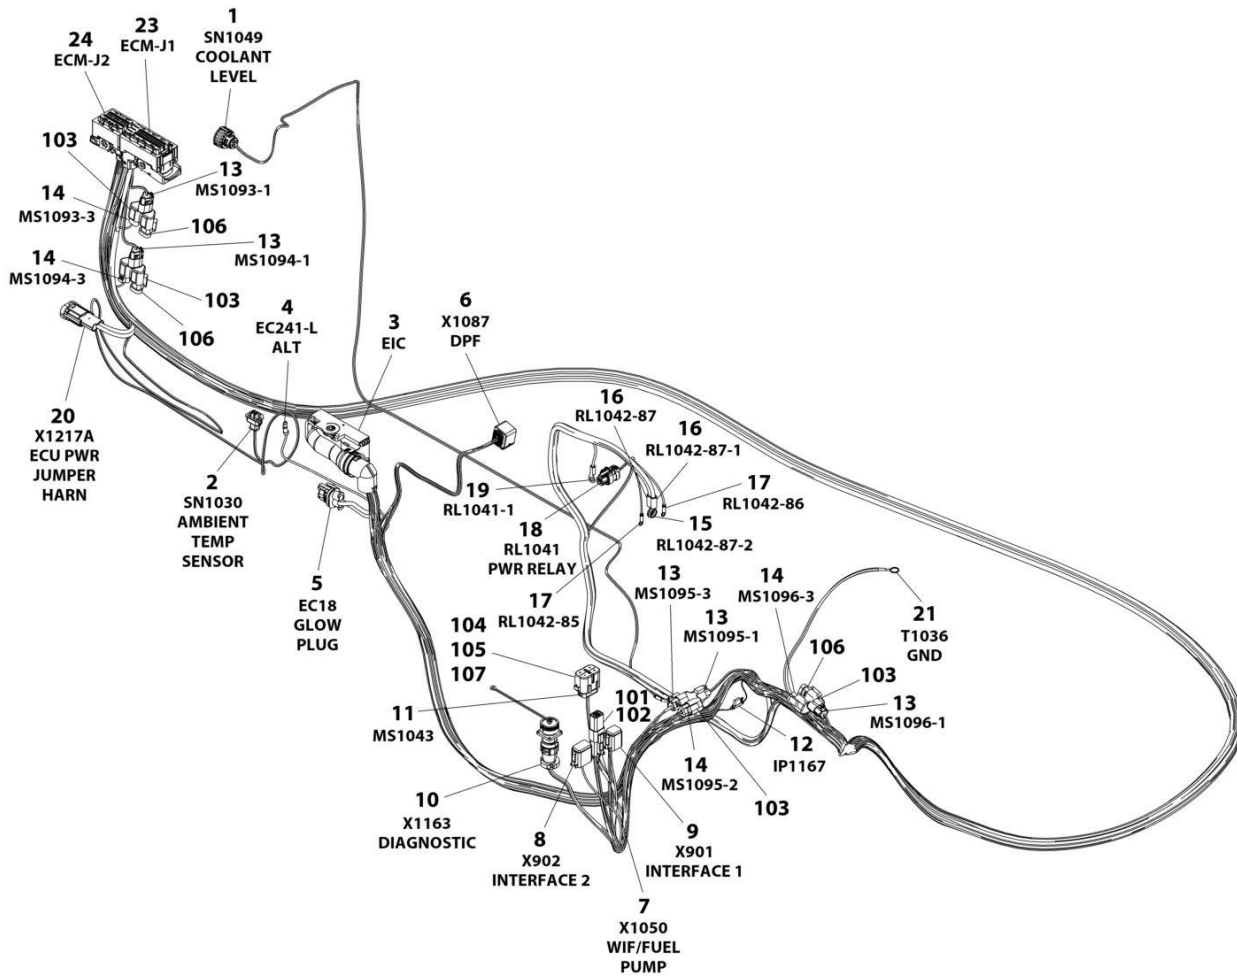 1
SN1049
COOLANT
LEVEL
23
ECM-J1
24
ECM-J2
103
13
MS1093-1
14
MS1093-3
106
13
MS1094-1
14
MS1094-3
103
106
4
EC241-L
ALT
3
EIC
6
X1087
DPF
20
X1217A
ECU PWR
JUMPER
HARN
2
SN1030
AMBIENT
TEMP
SENSOR
5
EC18
GLOW
PLUG
16
RL1042-87
16
RL1042-87-1
19
RL1041-1
17
RL1042-86
18
RL1041
PWR RELAY
15
RL1042-87-2
17
RL1042-85
13
MS1095-3
13
MS1095-1
14
MS1096-3
21
T1036
GND
106
103
13
MS1096-1
104
105
107
101
102
11
MS1043
12
IP1167
14
MS1095-2
103
10
X1163
DIAGNOSTIC
8
X902
INTERFACE 2
9
X901
INTERFACE 1
7
X1050
WIF/FUEL
PUMP